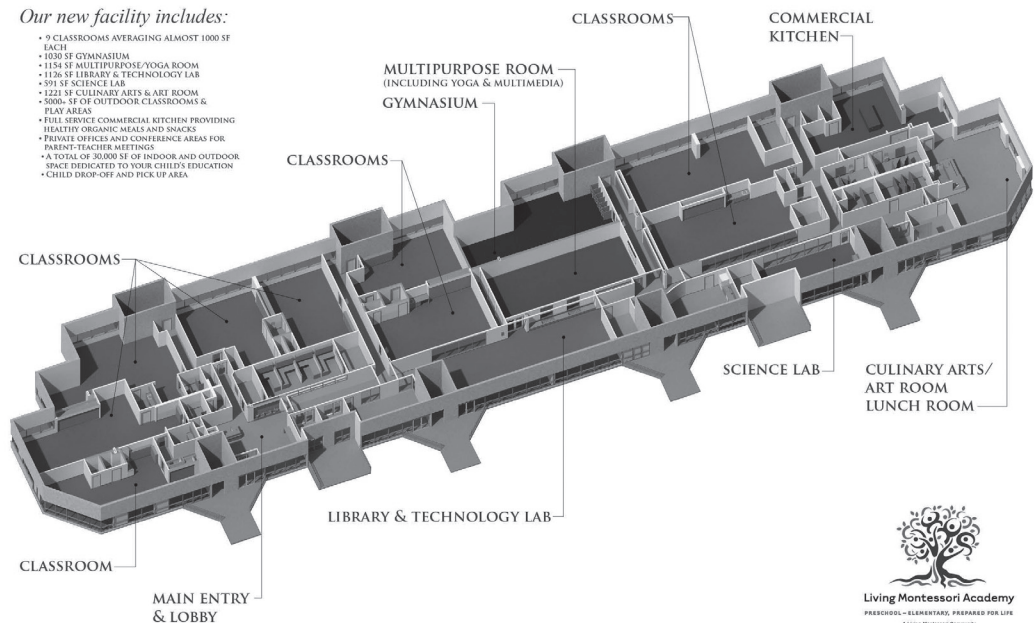 Our new facility includes:
• 9 CLASSROOMS AVERAGING ALMOST 1000 SF
EACH
• 1030 SF GYMNASIUM
• 1154 SF MULTIPURPOSE/YOGA ROOM
• 1126 SF LIBRARY & TECHNOLOGY LAB
• 591 SF SCIENCE LAB
• 1221 SF CULINARY ARTS & ART ROOM
• 5000+ SF OF OUTDOOR CLASSROOMS &
PLAY AREAS
• FULL SERVICE COMMERCIAL KITCHEN PROVIDING
HEALTHY ORGANIC MEALS AND SNACKS
• PRIVATE OFFICES AND CONFERENCE AREAS FOR
PARENT-TEACHER MEETINGS
• A TOTAL OF 30,000 SF OF INDOOR AND OUTDOOR
SPACE DEDICATED TO YOUR CHILD'S EDUCATION
• CHILD DROP-OFF AND PICK UP AREA
CLASSROOMS
COMMERCIAL
KITCHEN
MULTIPURPOSE ROOM
(INCLUDING YOGA & MULTIMEDIA)
GYMNASIUM
CLASSROOMS
CLASSROOMS
SCIENCE LAB
CULINARY ARTS/
ART ROOM
LUNCH ROOM
LIBRARY & TECHNOLOGY LAB
CLASSROOM
MAIN ENTRY
& LOBBY
Living Montessori Academy
PRESCHOOL – ELEMENTARY, PREPARED FOR LIFE